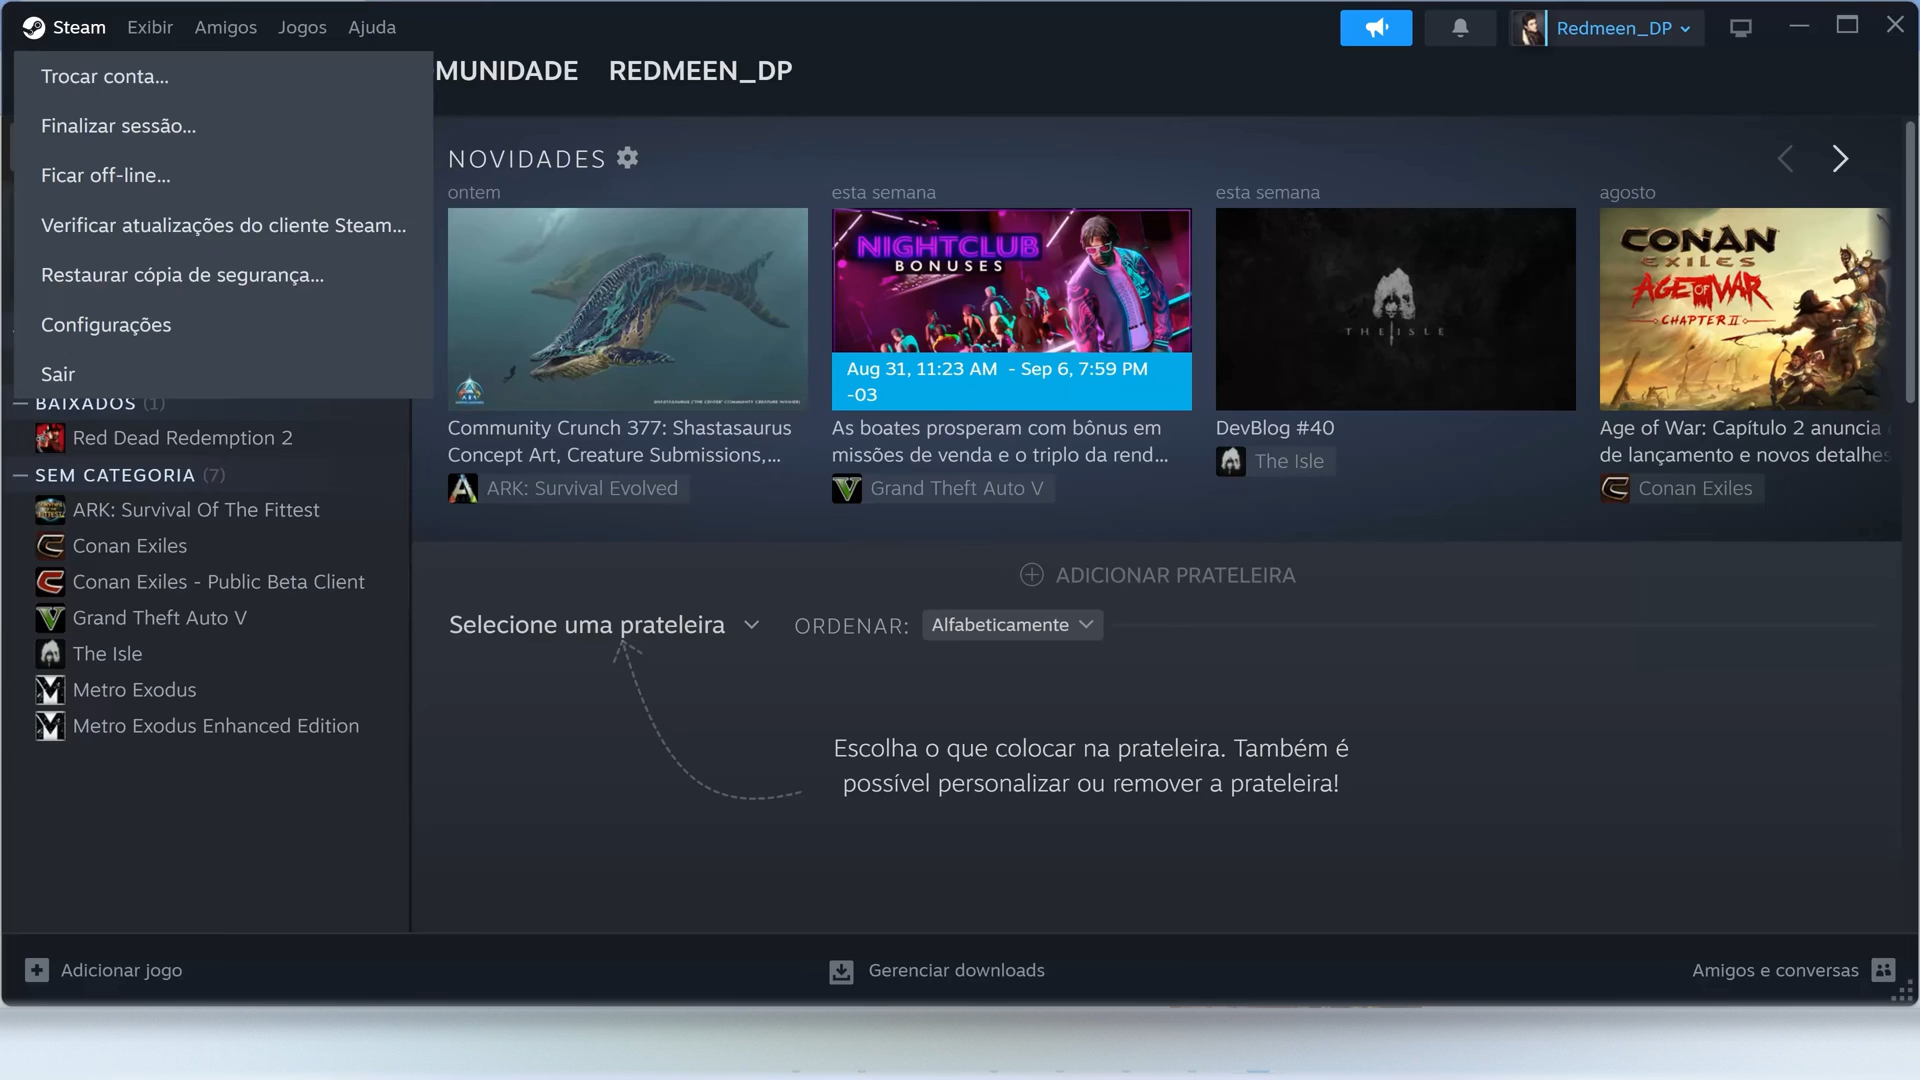 Steam Exibir Amigos Jogos Ajuda
Redmeen_DP
Trocar conta...
Finalizar sessão...
Ficar off-line...
Verificar atualizações do cliente Steam...
Restaurar cópia de segurança...
Configurações
Sair
MUNIDADE REDMEEN_DP
NOVIDADES
ontem
esta semana
esta semana
agosto
NIGHTCLUB
BONUSES
Aug 31, 11:23 AM - Sep 6, 7:59 PM
-03
THE ISLE
CONAN
EXILES
AGE OF WAR
CHAPTER II
Community Crunch 377: Shastasaurus
Concept Art, Creature Submissions,...
ARK: Survival Evolved
As boates prosperam com bônus em
missões de venda e o triplo da rend...
Grand Theft Auto V
DevBlog #40
The Isle
Age of War: Capítulo 2 anuncia
de lançamento e novos detalhes
Conan Exiles
BAIXADOS (1)
Red Dead Redemption 2
SEM CATEGORIA (7)
ARK: Survival Of The Fittest
Conan Exiles
Conan Exiles - Public Beta Client
Grand Theft Auto V
The Isle
Metro Exodus
Metro Exodus Enhanced Edition
ADICIONAR PRATELEIRA
Selecione uma prateleira ORDENAR: Alfabeticamente
Escolha o que colocar na prateleira. Também é
possível personalizar ou remover a prateleira!
Adicionar jogo
Gerenciar downloads
Amigos e conversas